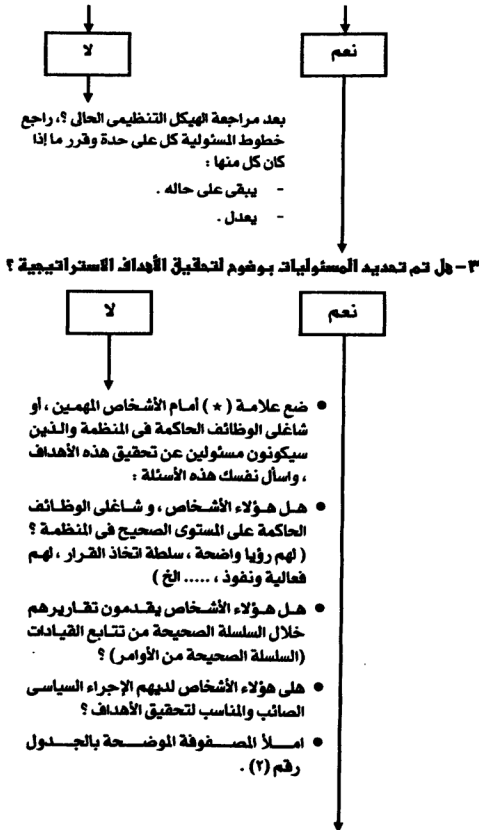 نعم
لا
بعد مراجعة الهيكل التنظيمى الحالى ؟، راجع
خطوط المسئولية كل على حدة وقرر ما إذا
كان كل منها :
- يبقى على حاله .
- يعدل .
٣- هل تم تحديد المسئوليات بوضوح لتحقيق الأهداف الاستراتيجية ؟
نعم
لا
• ضع علامة ( * ) أمام الأشخاص المهمين ، أو
شاغلى الوظائف الحاكمة فى المنظمة والذين
سيكونون مسئولين عن تحقيق هذه الأهداف
، واسأل نفسك هذه الأسئلة :
• هل هؤلاء الأشخاص ، و شاغلى الوظائف
الحاكمة على المستوى الصحيح فى المنظمة ؟
( لهم رؤيا واضحة ، سلطة اتخاذ القرار ، لهم
فعالية ونفوذ ، ..... الخ )
• هل هؤلاء الأشخاص يقدمون تقاريرهم
خلال السلسلة الصحيحة من تتابع القيادات
(السلسلة الصحيحة من الأوامر) ؟
• هلى هؤلاء الأشخاص لديهم الإجراء السياسى
الصائب والمناسب لتحقيق الأهداف ؟
• امــلأ المصفوفة الموضحة بالجدول
رقم (٢) .